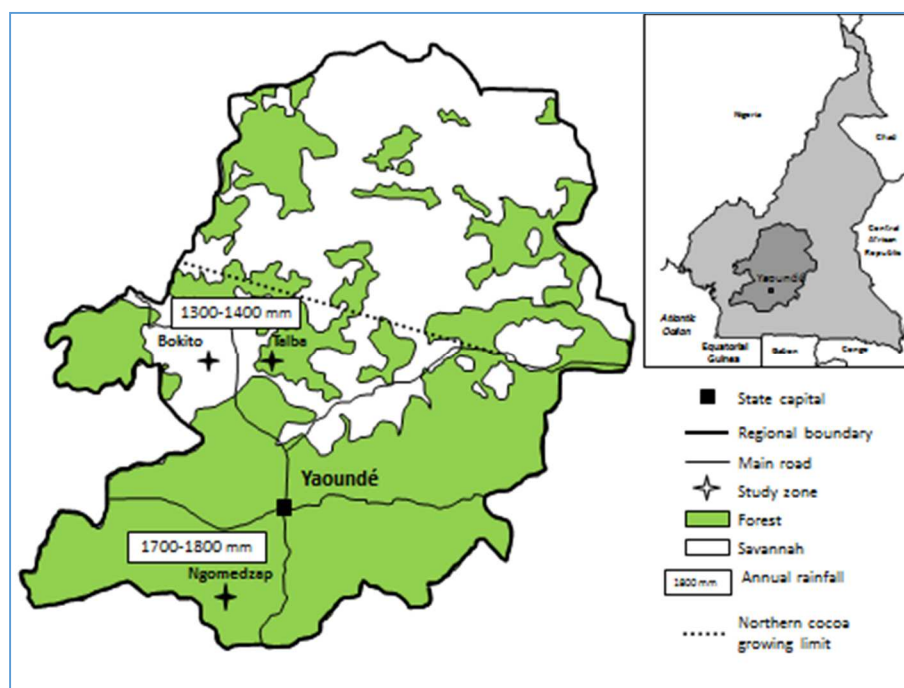 1300-1400 mm
Bokito
Talba
Yaoundé
1700-1800 mm
Ngomedzap
Nigeria
Chad
Central
African
Republic
Yaoundé
Atlantic
Equatorial
Guinea
Gabon
Congo
State capital
Regional boundary
Main road
Study zone
Forest
Savannah
1800 mm
Annual rainfall
Northern cocoa
growing limit